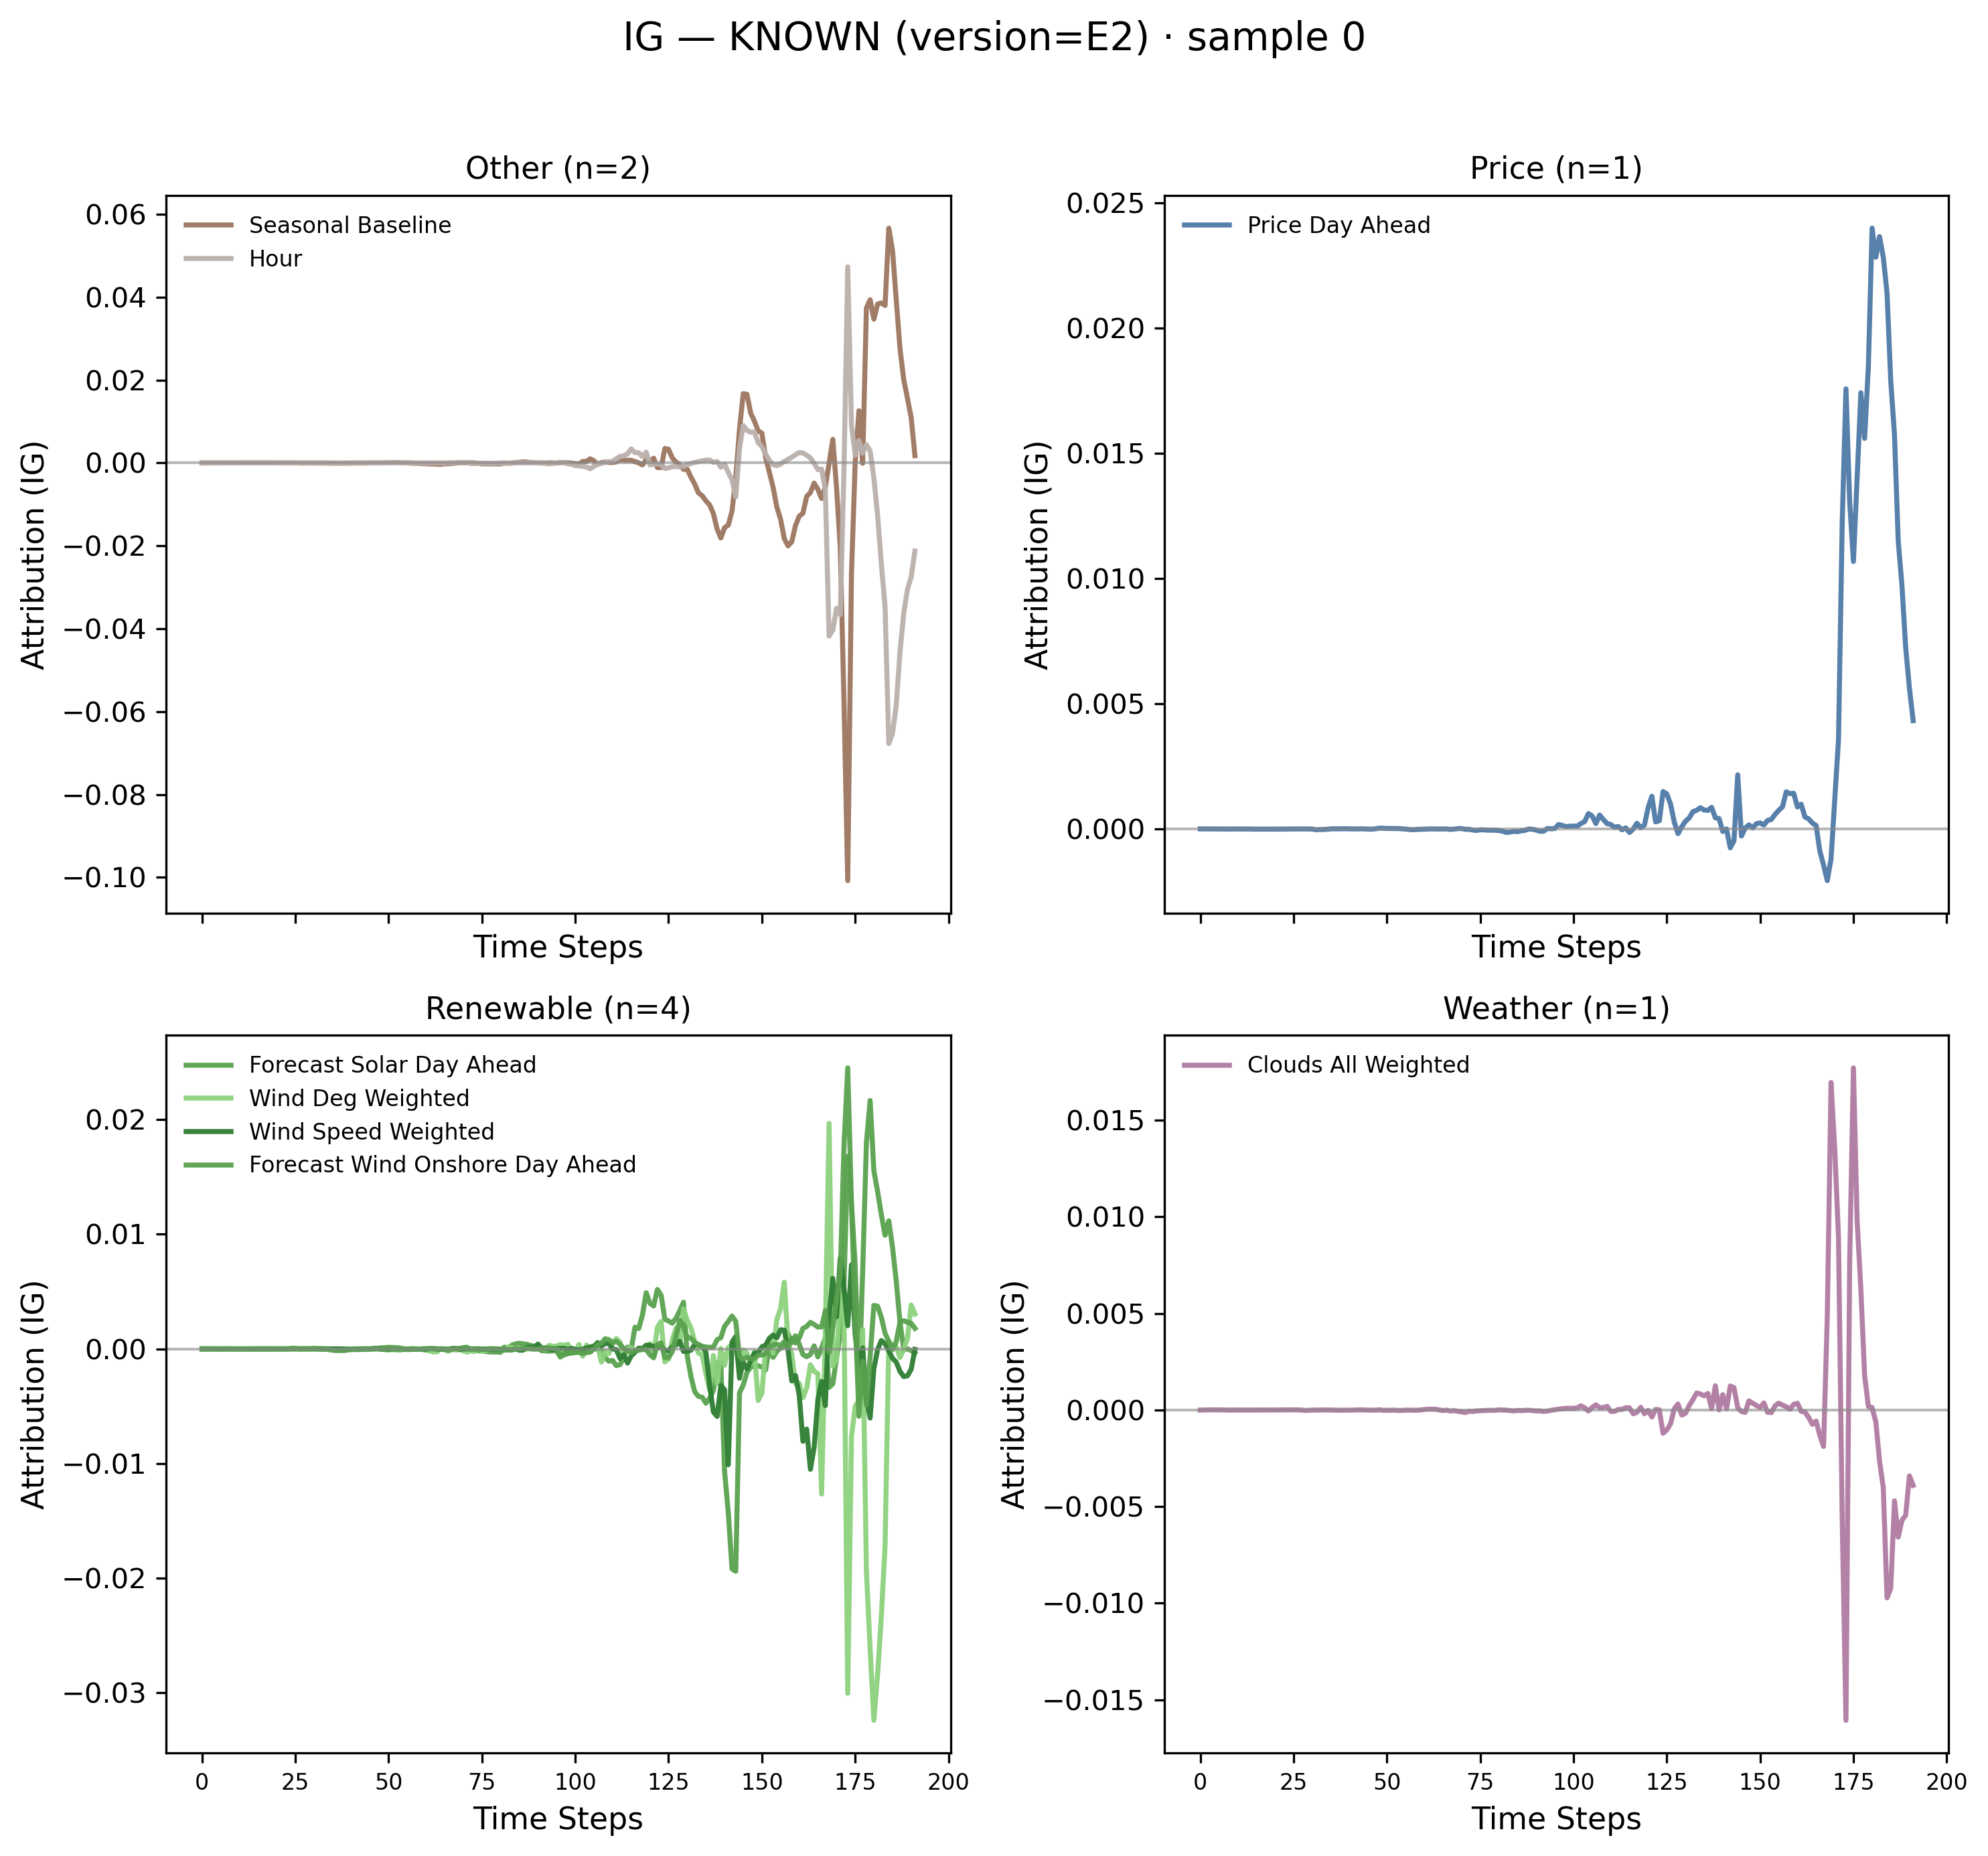 IG — KNOWN (version=E2) · sample 0
Other (n=2)
Seasonal Baseline
Hour
0.06
0.04
0.02
0.00
−0.02
−0.04
−0.06
−0.08
−0.10
Attribution (IG)
Time Steps
Price (n=1)
Price Day Ahead
0.025
0.020
0.015
0.010
0.005
0.000
Attribution (IG)
Time Steps
Renewable (n=4)
Forecast Solar Day Ahead
Wind Deg Weighted
Wind Speed Weighted
Forecast Wind Onshore Day Ahead
0.02
0.01
0.00
−0.01
−0.02
−0.03
Attribution (IG)
0 25 50 75 100 125 150 175 200
Time Steps
Weather (n=1)
Clouds All Weighted
0.015
0.010
0.005
0.000
−0.005
−0.010
−0.015
Attribution (IG)
0 25 50 75 100 125 150 175 200
Time Steps